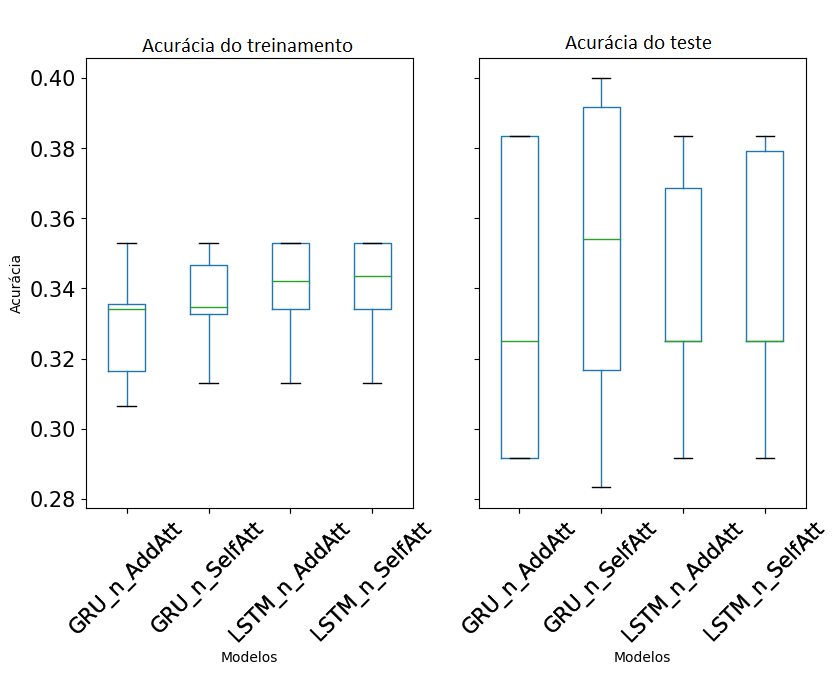 Acurácia do treinamento
Acurácia do teste
Acurácia
0.40
0.38
0.36
0.34
0.32
0.30
0.28
GRU_n_AddAtt
GRU_n_SelfAtt
LSTM_n_AddAtt
LSTM_n_SelfAtt
Modelos
GRU_n_AddAtt
GRU_n_SelfAtt
LSTM_n_AddAtt
LSTM_n_SelfAtt
Modelos